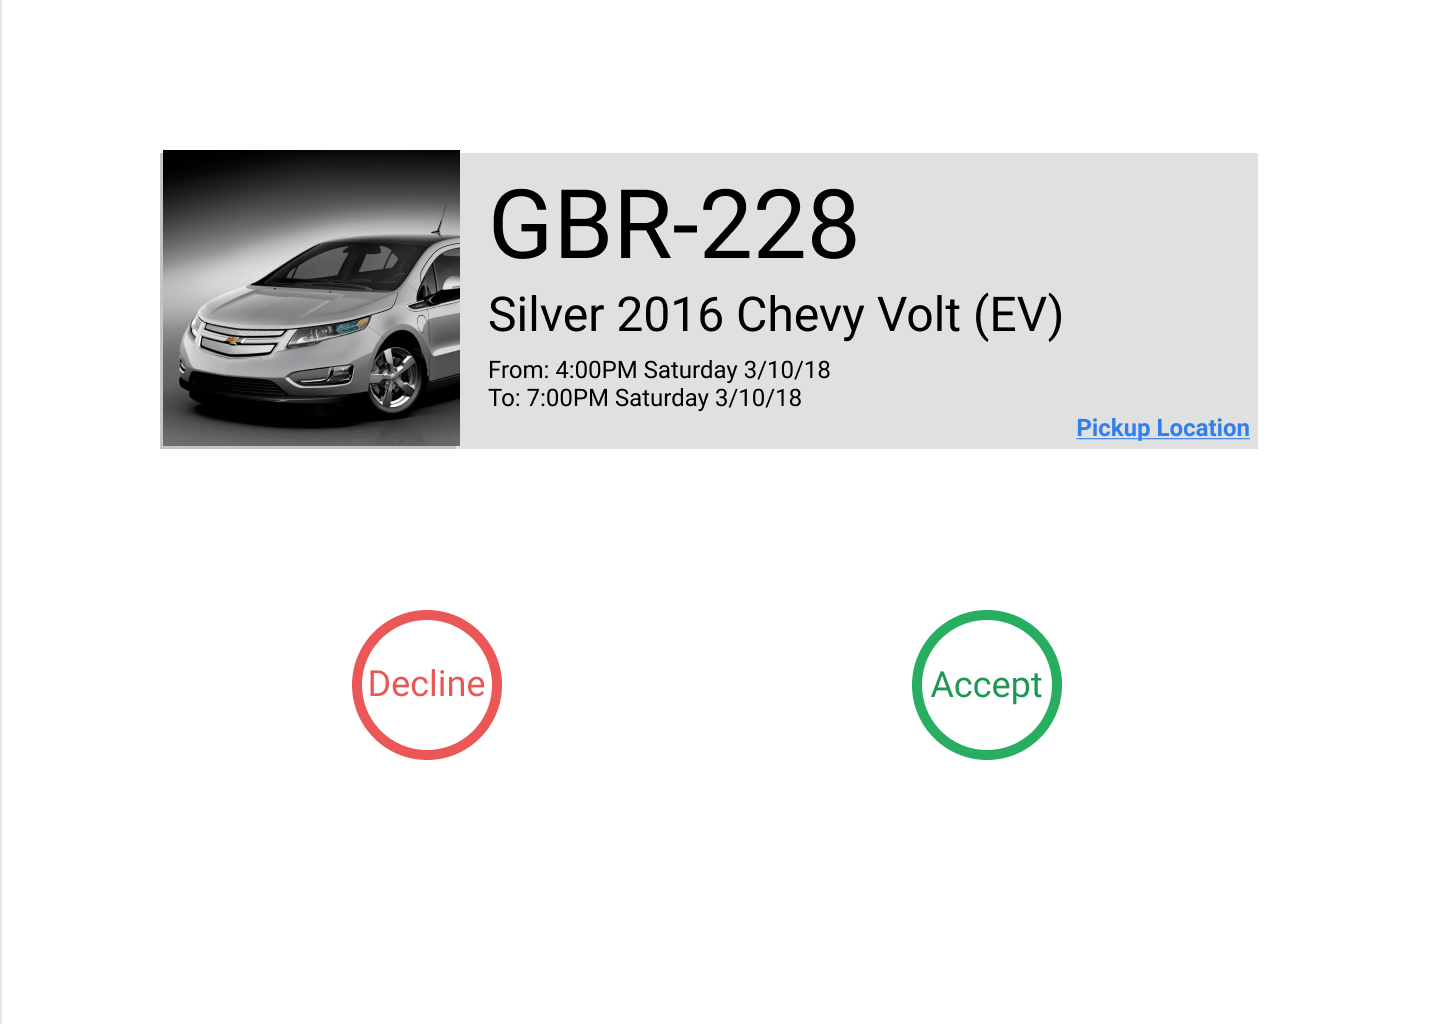 GBR-228
Silver 2016 Chevy Volt (EV)
From: 4:00PM Saturday 3/10/18
To: 7:00PM Saturday 3/10/18
Pickup Location
Decline
Accept